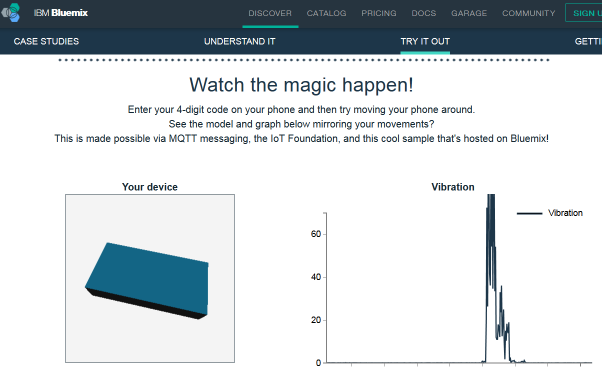 IBM Bluemix DISCOVER CATALOG PRICING DOCS GARAGE COMMUNITY SIGN U
CASE STUDIES UNDERSTAND IT TRY IT OUT GETTI
Watch the magic happen!
Enter your 4-digit code on your phone and then try moving your phone around.
See the model and graph below mirroring your movements?
This is made possible via MQTT messaging, the IoT Foundation, and this cool sample that's hosted on Bluemix!
Your device
Vibration
Vibration
60
40
20
0